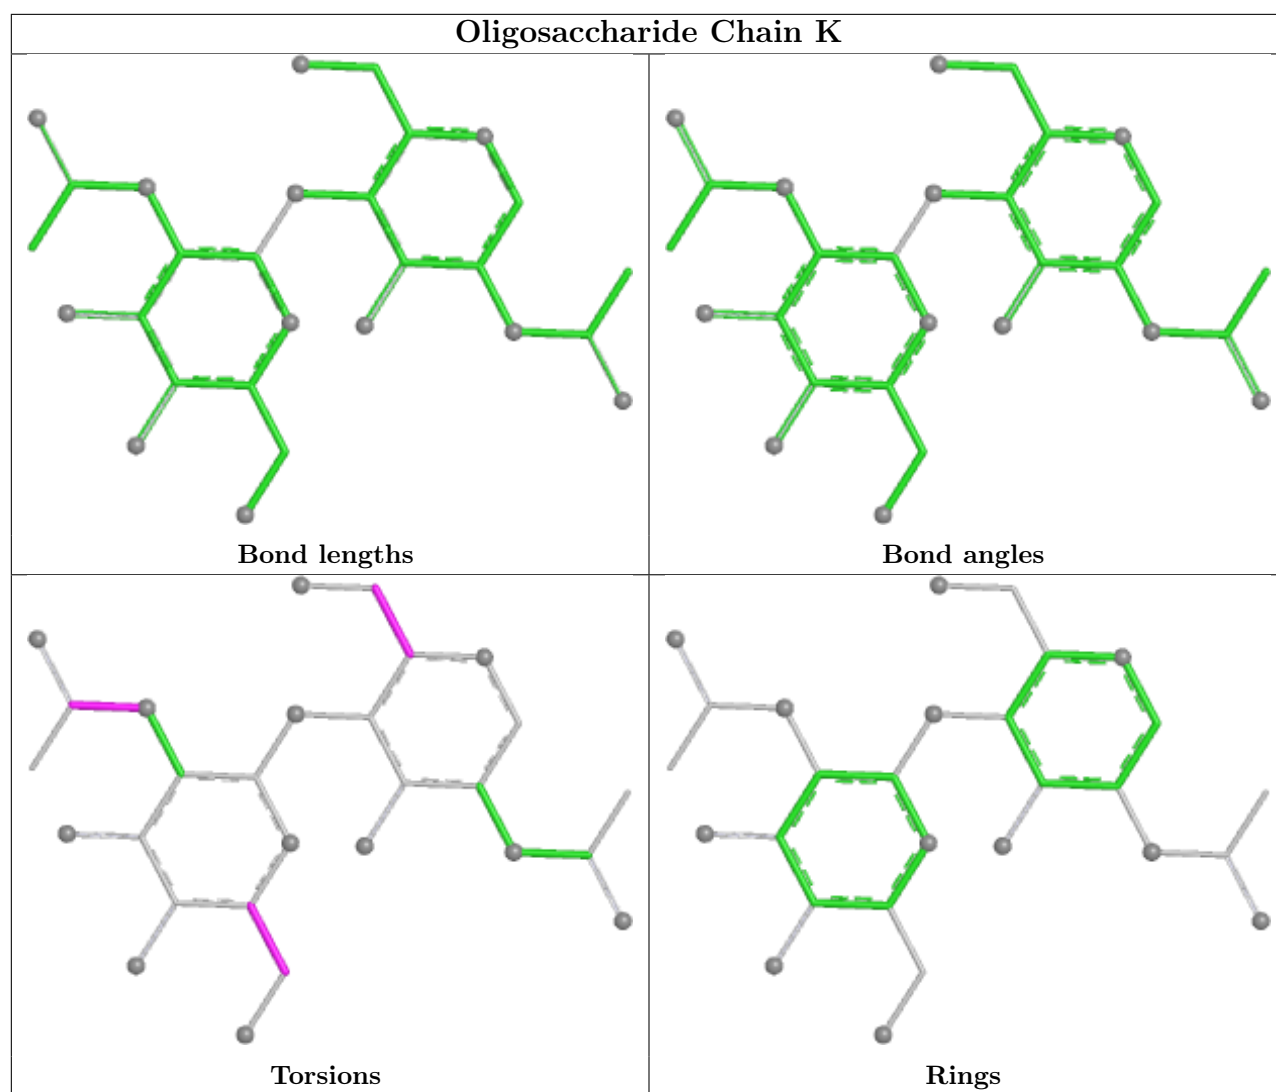 Oligosaccharide Chain K
Bond lengths
Bond angles
Torsions
Rings